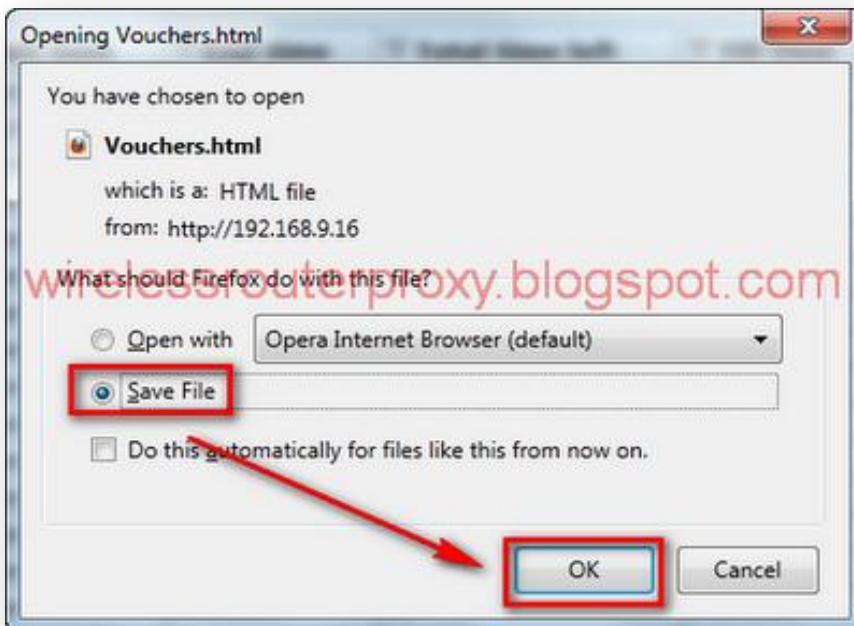 Opening Vouchers.html
You have chosen to open
Vouchers.html
which is a: HTML file
from: http://192.168.9.16
What should Firefox do with this file?
wirelessrouterproxy.blogspot.com
Open with Opera Internet Browser (default)
Save File
Do this automatically for files like this from now on.
OK Cancel